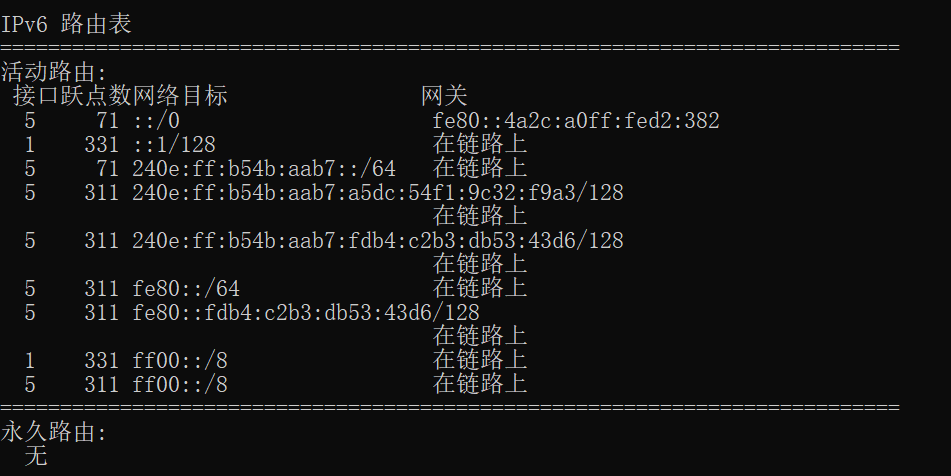 IPv6 路由表
===========================================================================
活动路由:
 接口跃点数网络目标                网关
  5     71 ::/0                     fe80::4a2c:a0ff:fed2:382
  1    331 ::1/128                  在链路上
  5     71 240e:ff:b54b:aab7::/64   在链路上
  5    311 240e:ff:b54b:aab7:a5dc:54f1:9c32:f9a3/128
                                    在链路上
  5    311 240e:ff:b54b:aab7:fdb4:c2b3:db53:43d6/128
                                    在链路上
  5    311 fe80::/64                在链路上
  5    311 fe80::fdb4:c2b3:db53:43d6/128
                                    在链路上
  1    331 ff00::/8                 在链路上
  5    311 ff00::/8                 在链路上
===========================================================================
永久路由:
  无